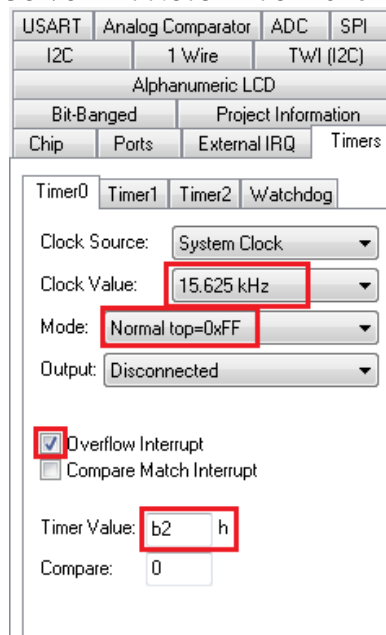 USART Analog Comparator ADC SPI
I2C 1 Wire TWI (I2C)
Alphanumeric LCD
Bit-Banged Project Information
Chip Ports External IRQ Timers
Timer0 Timer1 Timer2 Watchdog
Clock Source: System Clock
Clock Value: 15.625 kHz
Mode: Normal top=0xFF
Output: Disconnected
Overflow Interrupt
Compare Match Interrupt
Timer Value: b2 h
Compare: 0